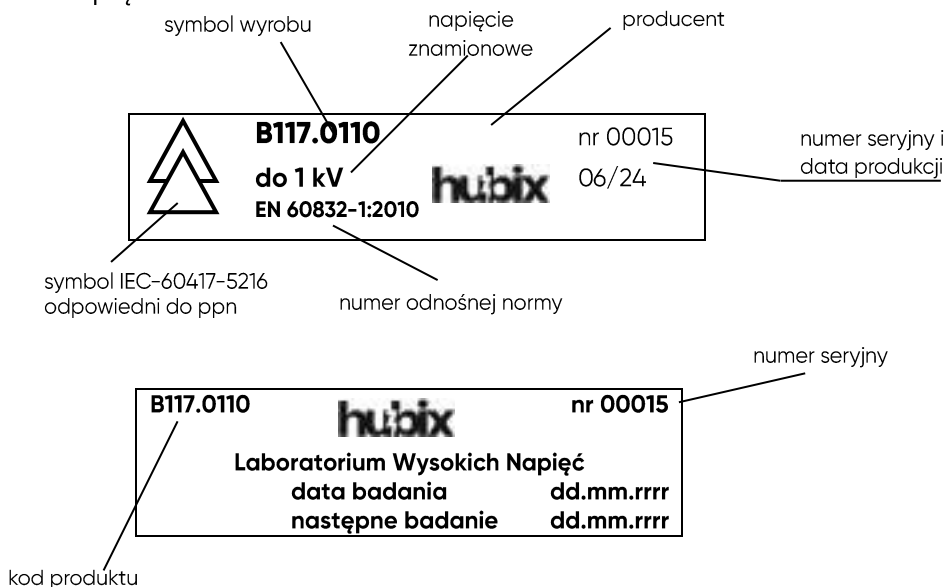 symbol wyrobu
napięcie
znamionowe
producent
B117.0110
do 1 kV
EN 60832-1:2010
hubix
nr 00015
06/24
numer seryjny i
data produkcji
symbol IEC-60417-5216
odpowiedni do ppn
numer odnośnej normy
numer seryjny
B117.0110
hubix
nr 00015
Laboratorium Wysokich Napięć
data badania dd.mm.rrrr
następne badanie dd.mm.rrrr
kod produktu